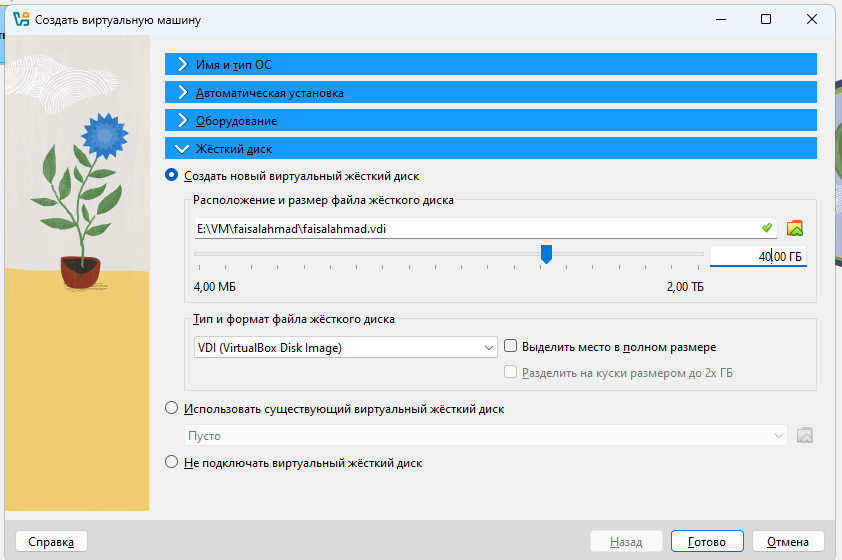 Создать виртуальную машину
Имя и тип ОС
Автоматическая установка
Оборудование
Жёсткий диск
Создать новый виртуальный жёсткий диск
Расположение и размер файла жёсткого диска
E:\VM\faisalahmad\faisalahmad.vdi
40,00 ГБ
4,00 МБ
2,00 ТБ
Тип и формат файла жёсткого диска
VDI (VirtualBox Disk Image)
Выделить место в полном размере
Разделить на куски размером до 2х ГБ
Использовать существующий виртуальный жёсткий диск
Пусто
Не подключать виртуальный жёсткий диск
Справка
Назад
Готово
Отмена